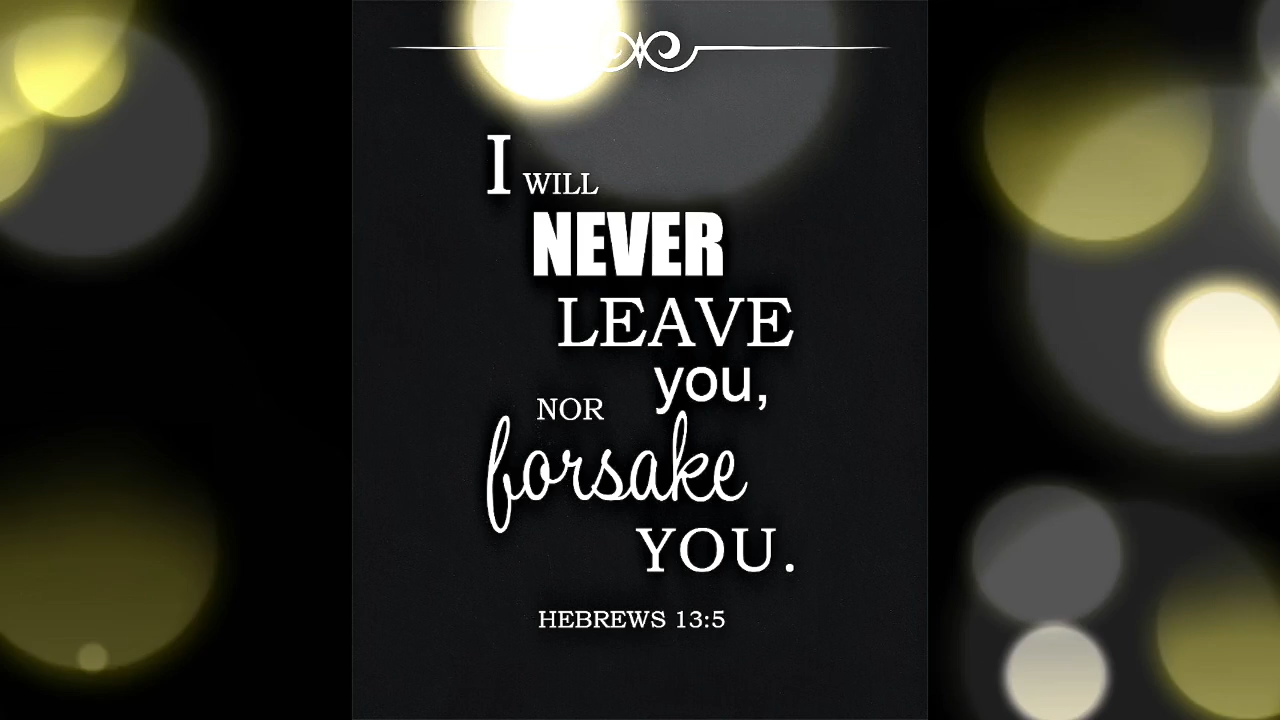 I WILL
NEVER
LEAVE
you,
NOR
forsake
YOU.
HEBREWS 13:5